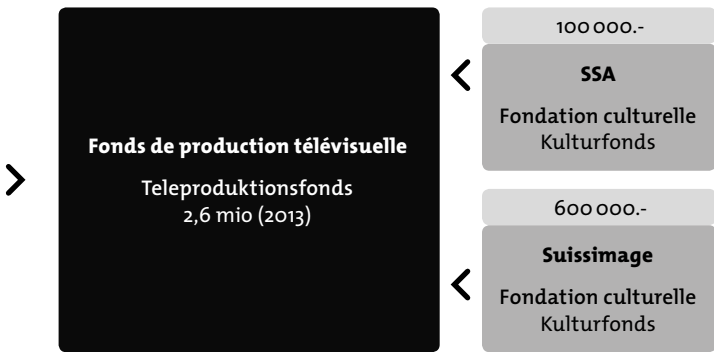 Fonds de production télévisuelle
Teleproduktionsfonds
2,6 mio (2013)
100 000.-
SSA
Fondation culturelle
Kulturfonds
600 000.-
Suissimage
Fondation culturelle
Kulturfonds